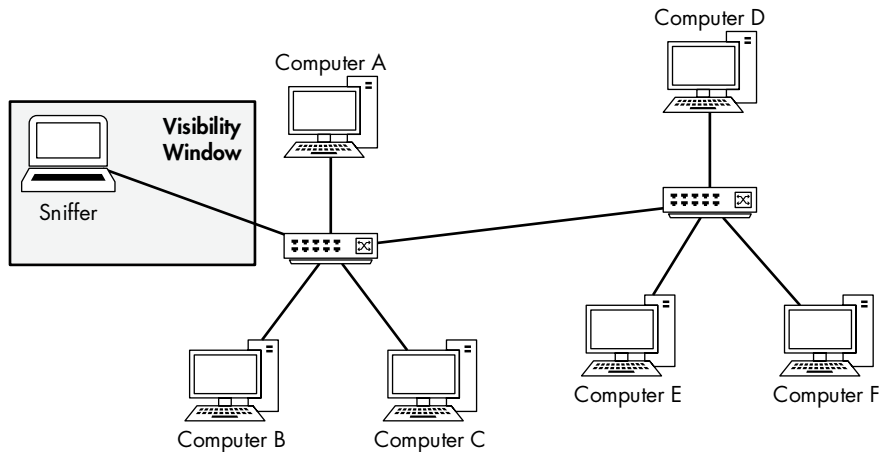 Computer D
Computer A
Visibility
Window
Sniffer
Computer E
Computer F
Computer B
Computer C